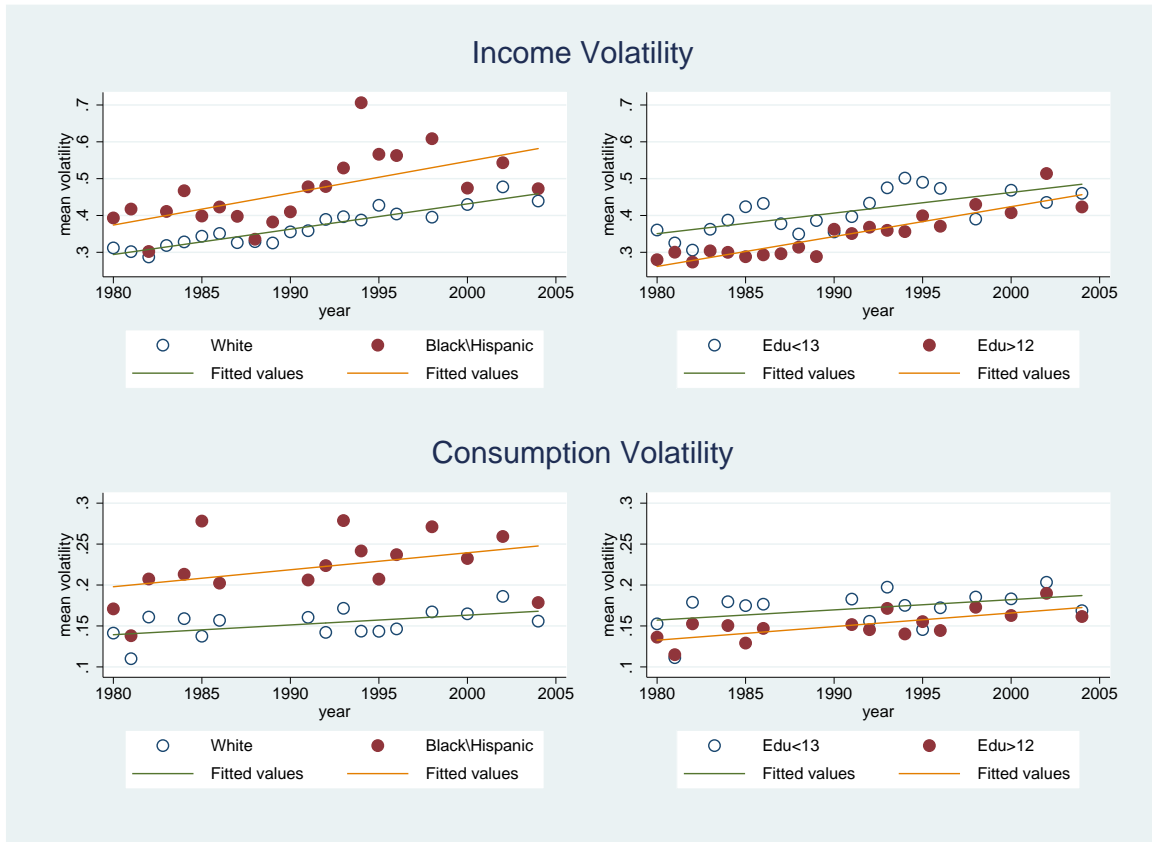 Income Volatility
mean volatility
.3 .4 .5 .6 .7
1980 1985 1990 1995 2000 2005
year
White Black\Hispanic
Fitted values Fitted values
mean volatility
.3 .4 .5 .6 .7
1980 1985 1990 1995 2000 2005
year
Edu<13 Edu>12
Fitted values Fitted values
Consumption Volatility
mean volatility
.1 .15 .2 .25 .3
1980 1985 1990 1995 2000 2005
year
White Black\Hispanic
Fitted values Fitted values
mean volatility
.1 .15 .2 .25 .3
1980 1985 1990 1995 2000 2005
year
Edu<13 Edu>12
Fitted values Fitted values